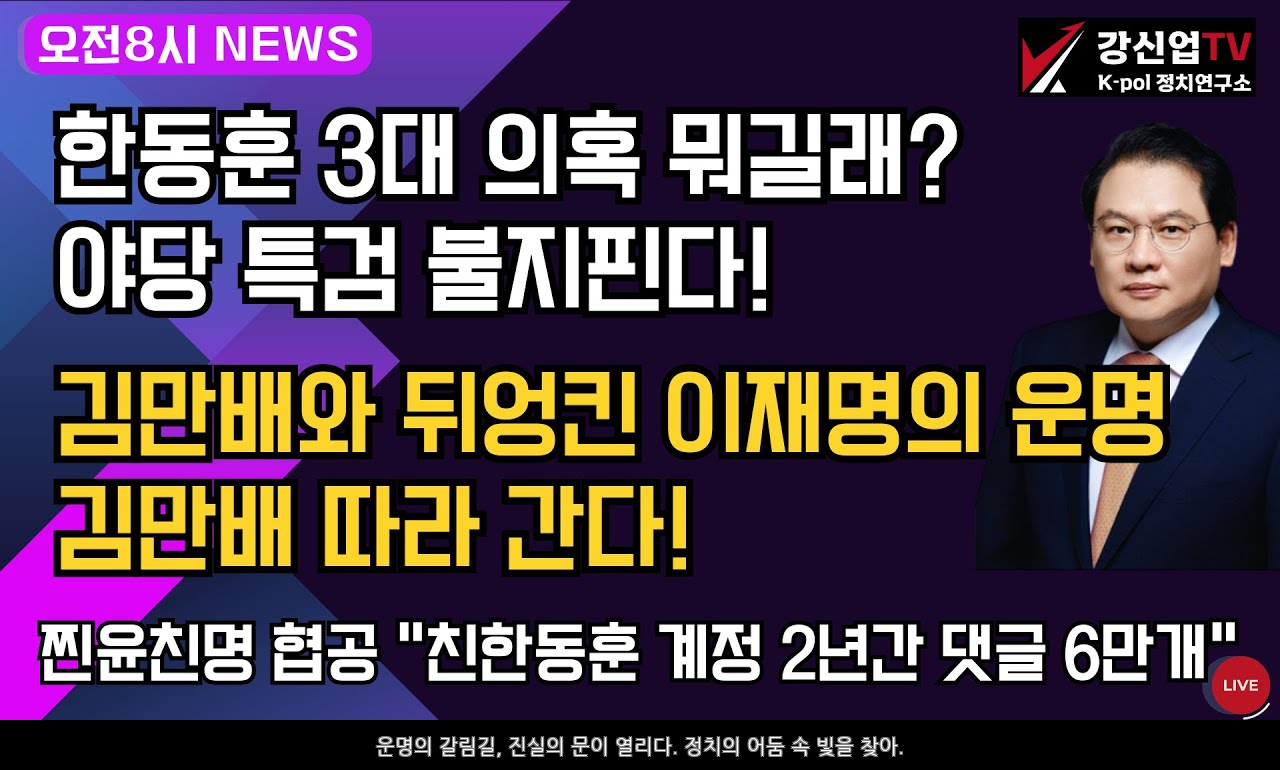 오전8시 NEWS
강신업TV
K-pol 정치연구소
한동훈 3대 의혹 뭐길래?
야당 특검 불지핀다!
김만배와 뒤엉킨 이재명의 운명
김만배 따라 간다!
찐윤친명 협공 "친한동훈 계정 2년간 댓글 6만개"
LIVE
운명의 갈림길, 진실의 문이 열리다. 정치의 어둠 속 빛을 찾아.